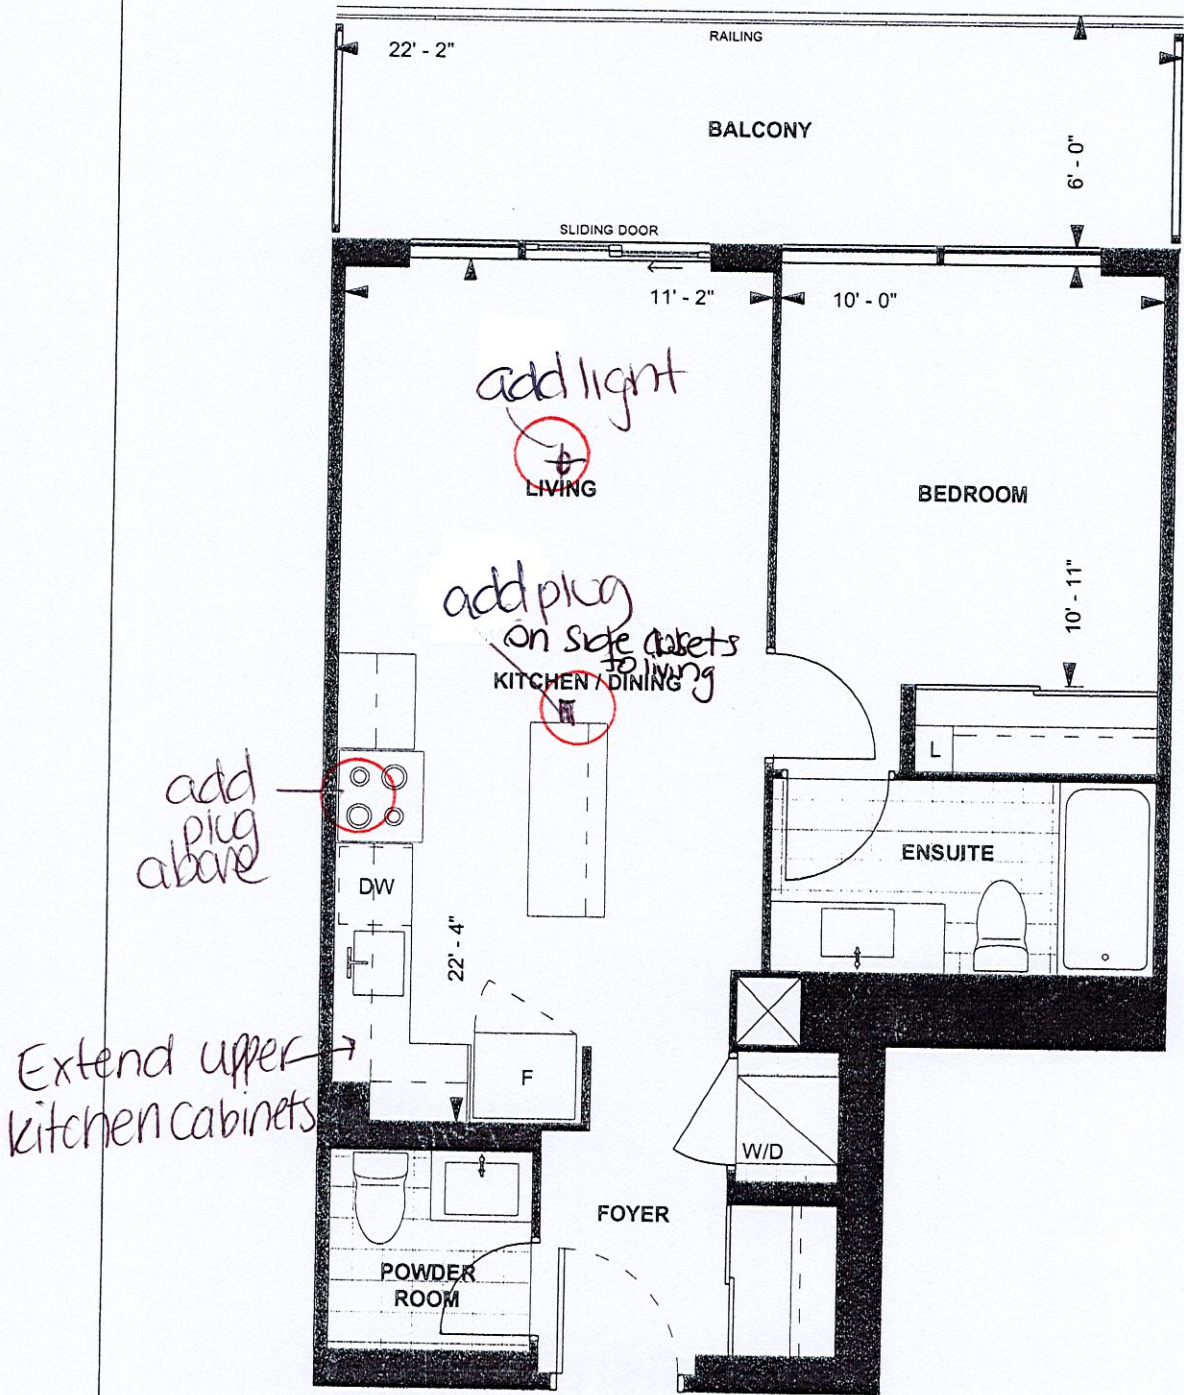 RAILING
22' - 2"
BALCONY
6' - 0"
SLIDING DOOR
11' - 2"
10' - 0"
add light
LIVING
BEDROOM
add plug
on side
to living
KITCHEN / DINING
10' - 11"
L
add
plug
above
ENSUITE
DW
22' - 4"
Extend upper
kitchen cabinets
F
W/D
FOYER
POWDER
ROOM